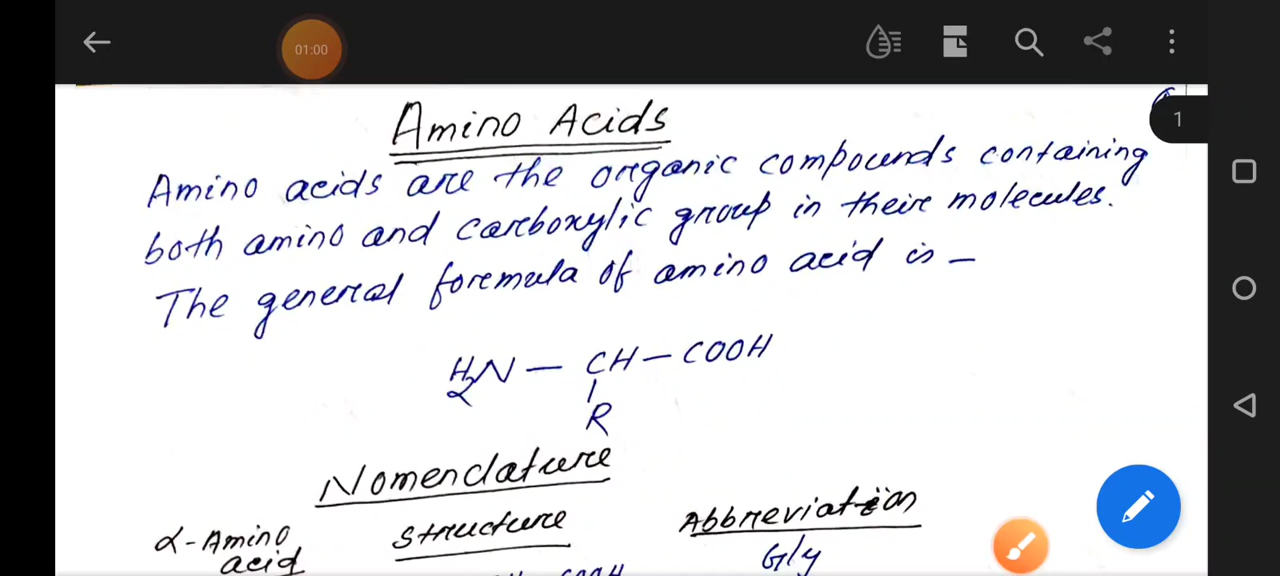 01:00
1
Amino Acids
Amino acids are the organic compounds containing
both amino and carboxylic group in their molecules.
The general formula of amino acid is –
H2N – CH – COOH
R
Nomenclature
α-Amino acid Structure Abbreviation
COOH Gly